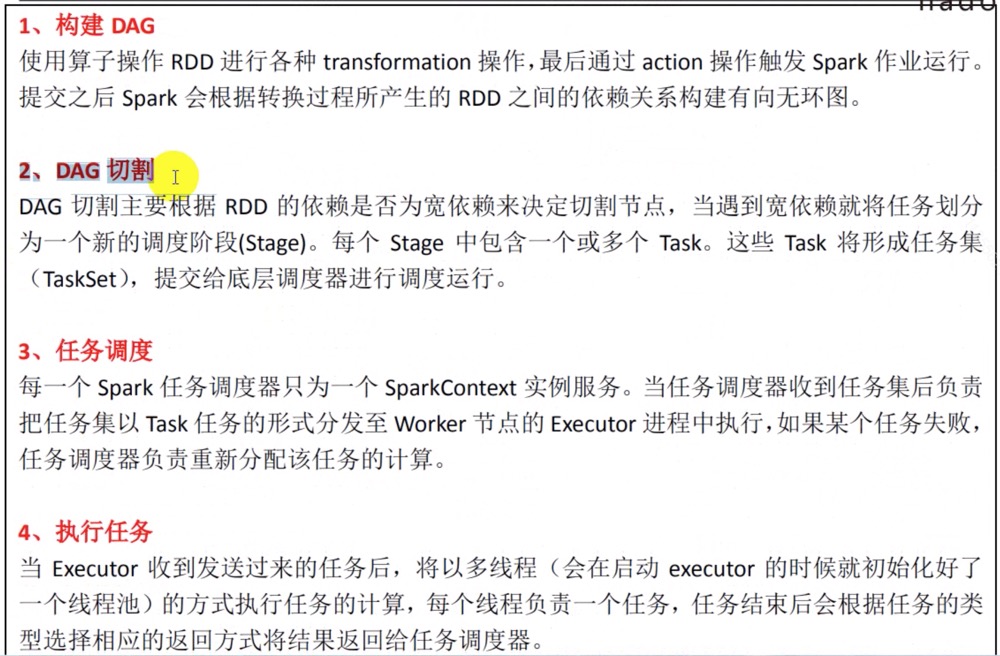 1、构建 DAG
使用算子操作 RDD 进行各种 transformation 操作，最后通过 action 操作触发 Spark 作业运行。
提交之后 Spark 会根据转换过程所产生的 RDD 之间的依赖关系构建有向无环图。
2、DAG 切割
DAG 切割主要根据 RDD 的依赖是否为宽依赖来决定切割节点，当遇到宽依赖就将任务划分
为一个新的调度阶段(Stage)。每个 Stage 中包含一个或多个 Task。这些 Task 将形成任务集
（TaskSet），提交给底层调度器进行调度运行。
3、任务调度
每一个 Spark 任务调度器只为一个 SparkContext 实例服务。当任务调度器收到任务集后负责
把任务集以 Task 任务的形式分发至 Worker 节点的 Executor 进程中执行，如果某个任务失败，
任务调度器负责重新分配该任务的计算。
4、执行任务
当 Executor 收到发送过来的任务后，将以多线程（会在启动 executor 的时候就初始化好了
一个线程池）的方式执行任务的计算，每个线程负责一个任务，任务结束后会根据任务的类
型选择相应的返回方式将结果返回给任务调度器。